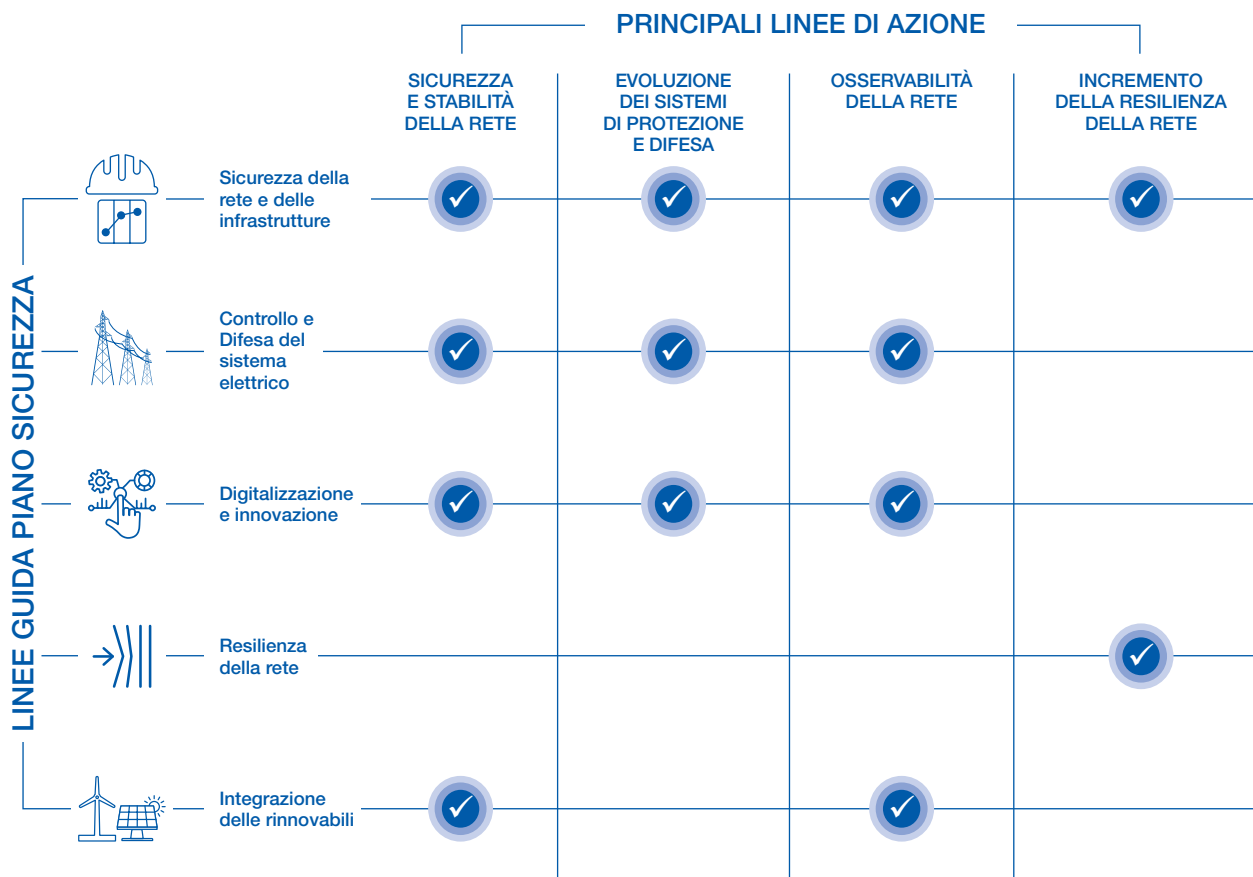 PRINCIPALI LINEE DI AZIONE
SICUREZZA
E STABILITÀ
DELLA RETE
EVOLUZIONE
DEI SISTEMI
DI PROTEZIONE
E DIFESA
OSSERVABILITÀ
DELLA RETE
INCREMENTO
DELLA RESILIENZA
DELLA RETE
LINEE GUIDA PIANO SICUREZZA
Sicurezza della
rete e delle
infrastrutture
Controllo e
Difesa del
sistema
elettrico
Digitalizzazione
e innovazione
Resilienza
della rete
Integrazione
delle rinnovabili